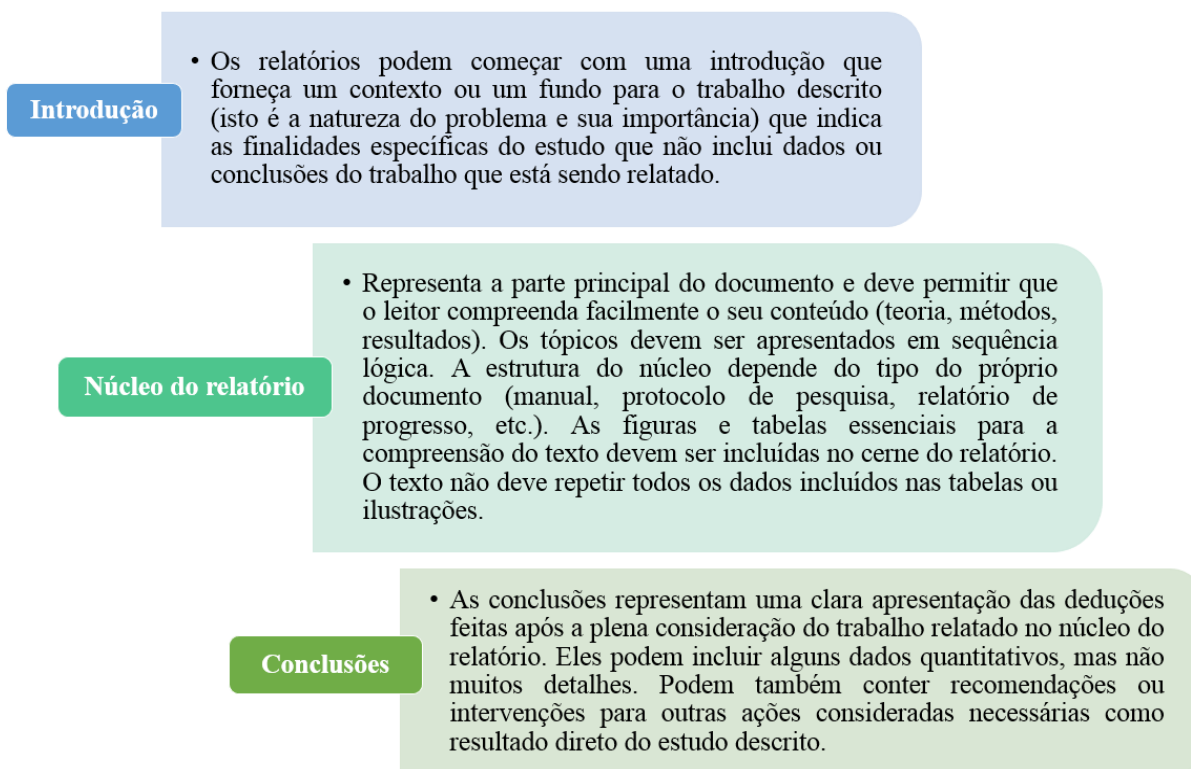 Introdução
• Os relatórios podem começar com uma introdução que
forneça um contexto ou um fundo para o trabalho descrito
(isto é a natureza do problema e sua importância) que indica
as finalidades específicas do estudo que não inclui dados ou
conclusões do trabalho que está sendo relatado.
Núcleo do relatório
• Representa a parte principal do documento e deve permitir que
o leitor compreenda facilmente o seu conteúdo (teoria, métodos,
resultados). Os tópicos devem ser apresentados em sequência
lógica. A estrutura do núcleo depende do tipo do próprio
documento (manual, protocolo de pesquisa, relatório de
progresso, etc.). As figuras e tabelas essenciais para a
compreensão do texto devem ser incluídas no cerne do relatório.
O texto não deve repetir todos os dados incluídos nas tabelas ou
ilustrações.
Conclusões
• As conclusões representam uma clara apresentação das deduções
feitas após a plena consideração do trabalho relatado no núcleo do
relatório. Eles podem incluir alguns dados quantitativos, mas não
muitos detalhes. Podem também conter recomendações ou
intervenções para outras ações consideradas necessárias como
resultado direto do estudo descrito.